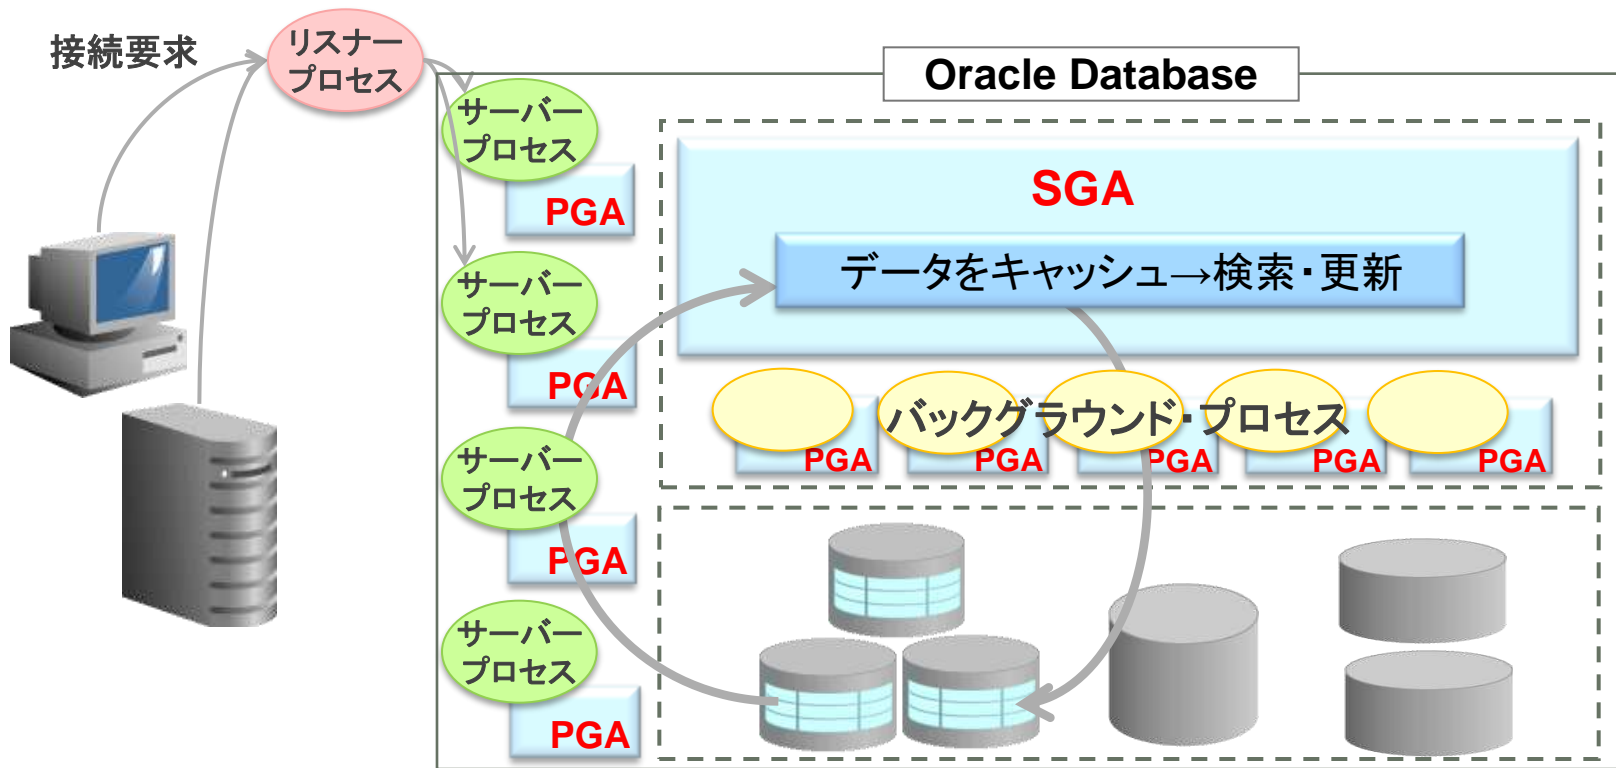 接続要求
リスナー
プロセス
Oracle Database
サーバー
プロセス
PGA
サーバー
プロセス
PGA
サーバー
プロセス
PGA
サーバー
プロセス
PGA
SGA
データをキャッシュ→検索・更新
バックグラウンド・プロセス
PGA
PGA
PGA
PGA
PGA